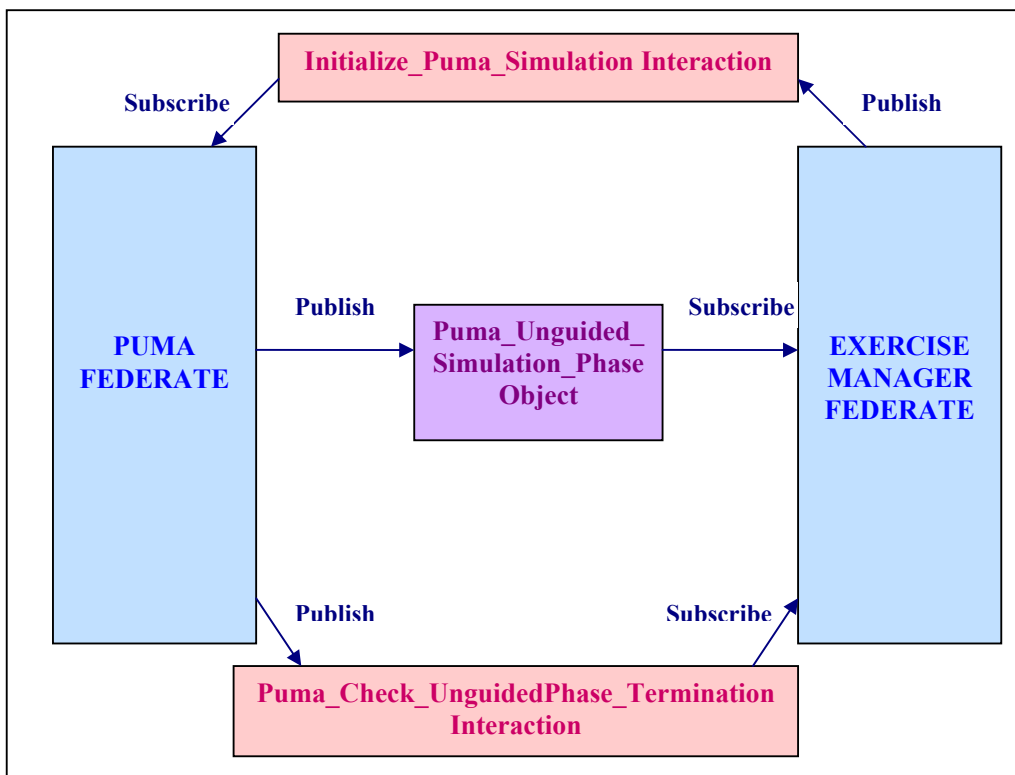 Initialize_Puma_Simulation Interaction
Subscribe
Publish
Publish
Subscribe
PUMA
FEDERATE
Puma_Unguided_
Simulation_Phase
Object
EXERCISE
MANAGER
FEDERATE
Publish
Subscribe
Puma_Check_UnguidedPhase_Termination
Interaction